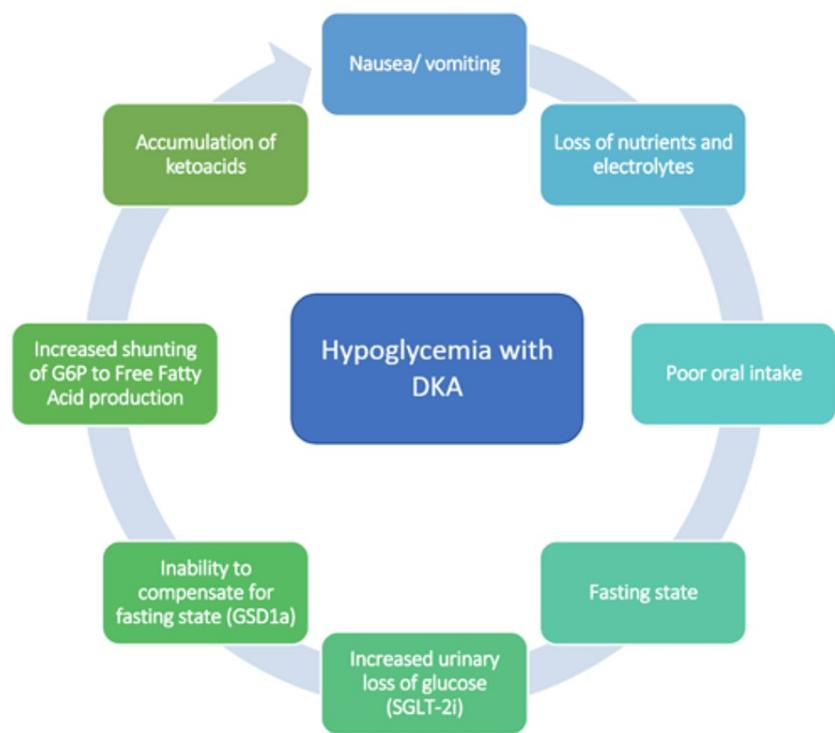 Nausea/ vomiting
Loss of nutrients and
electrolytes
Poor oral intake
Fasting state
Increased urinary
loss of glucose
(SGLT-2i)
Inability to
compensate for
fasting state (GSD1a)
Increased shunting
of G6P to Free Fatty
Acid production
Accumulation of
ketoacids
Hypoglycemia with
DKA